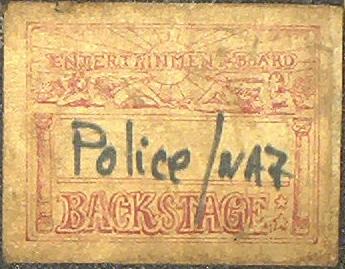 ENTERTAINMENT BOARD
Police/NAZ
BACKSTAGE